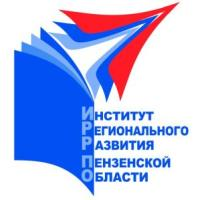 ИНСТИТУТ
РЕГИОНАЛЬНОГО
РАЗВИТИЯ
ПЕНЗЕНСКОЙ
ОБЛАСТИ